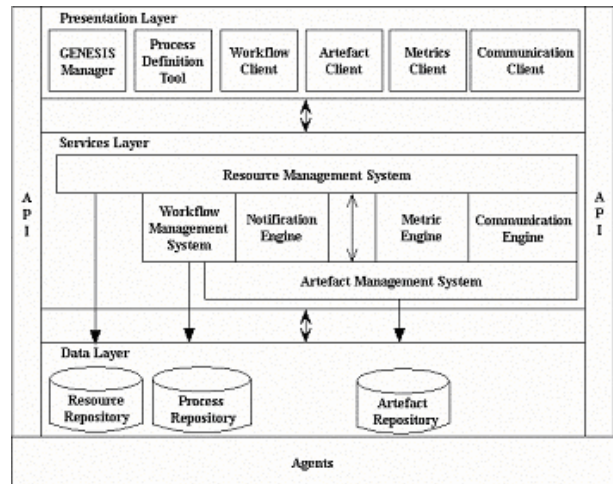 Presentation Layer
GENESIS
Manager
Process
Definition
Tool
Workflow
Client
Artefact
Client
Metrics
Client
Communication
Client
Services Layer
Resource Management System
Workflow
Management
System
Notification
Engine
Metric
Engine
Communication
Engine
Artefact Management System
Data Layer
Resource
Repository
Process
Repository
Artefact
Repository
A
P
I
A
P
I
Agents